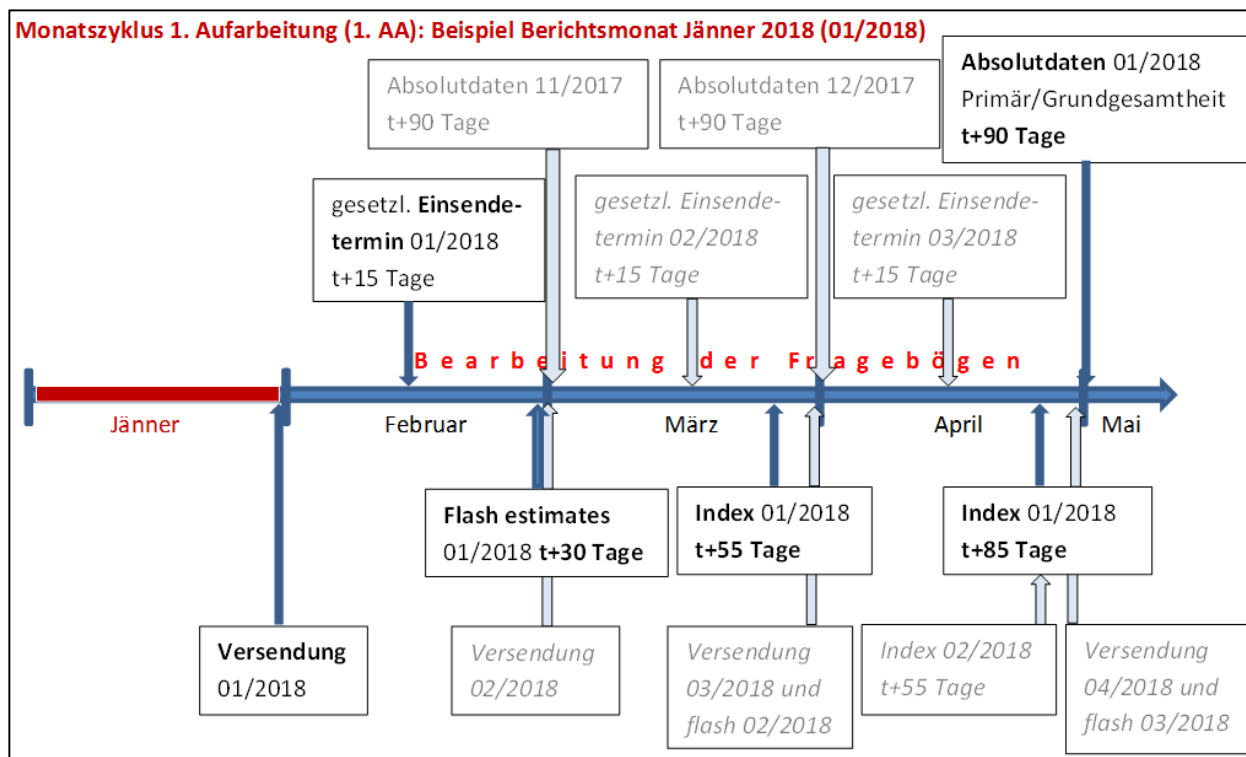 Monatszyklus 1. Aufarbeitung (1. AA): Beispiel Berichtsmonat Jänner 2018 (01/2018)
Absolutdaten 11/2017
t+90 Tage
Absolutdaten 12/2017
t+90 Tage
Absolutdaten 01/2018
Primär/Grundgesamtheit
t+90 Tage
gesetzl. Einsende-
termin 01/2018
t+15 Tage
gesetzl. Einsende-
termin 02/2018
t+15 Tage
gesetzl. Einsende-
termin 03/2018
t+15 Tage
Bearbeitung der Fragebögen
Jänner
Februar
März
April
Mai
Flash estimates
01/2018 t+30 Tage
Index 01/2018
t+55 Tage
Index 01/2018
t+85 Tage
Versendung
01/2018
Versendung
02/2018
Versendung
03/2018 und
flash 02/2018
Index 02/2018
t+55 Tage
Versendung
04/2018 und
flash 03/2018